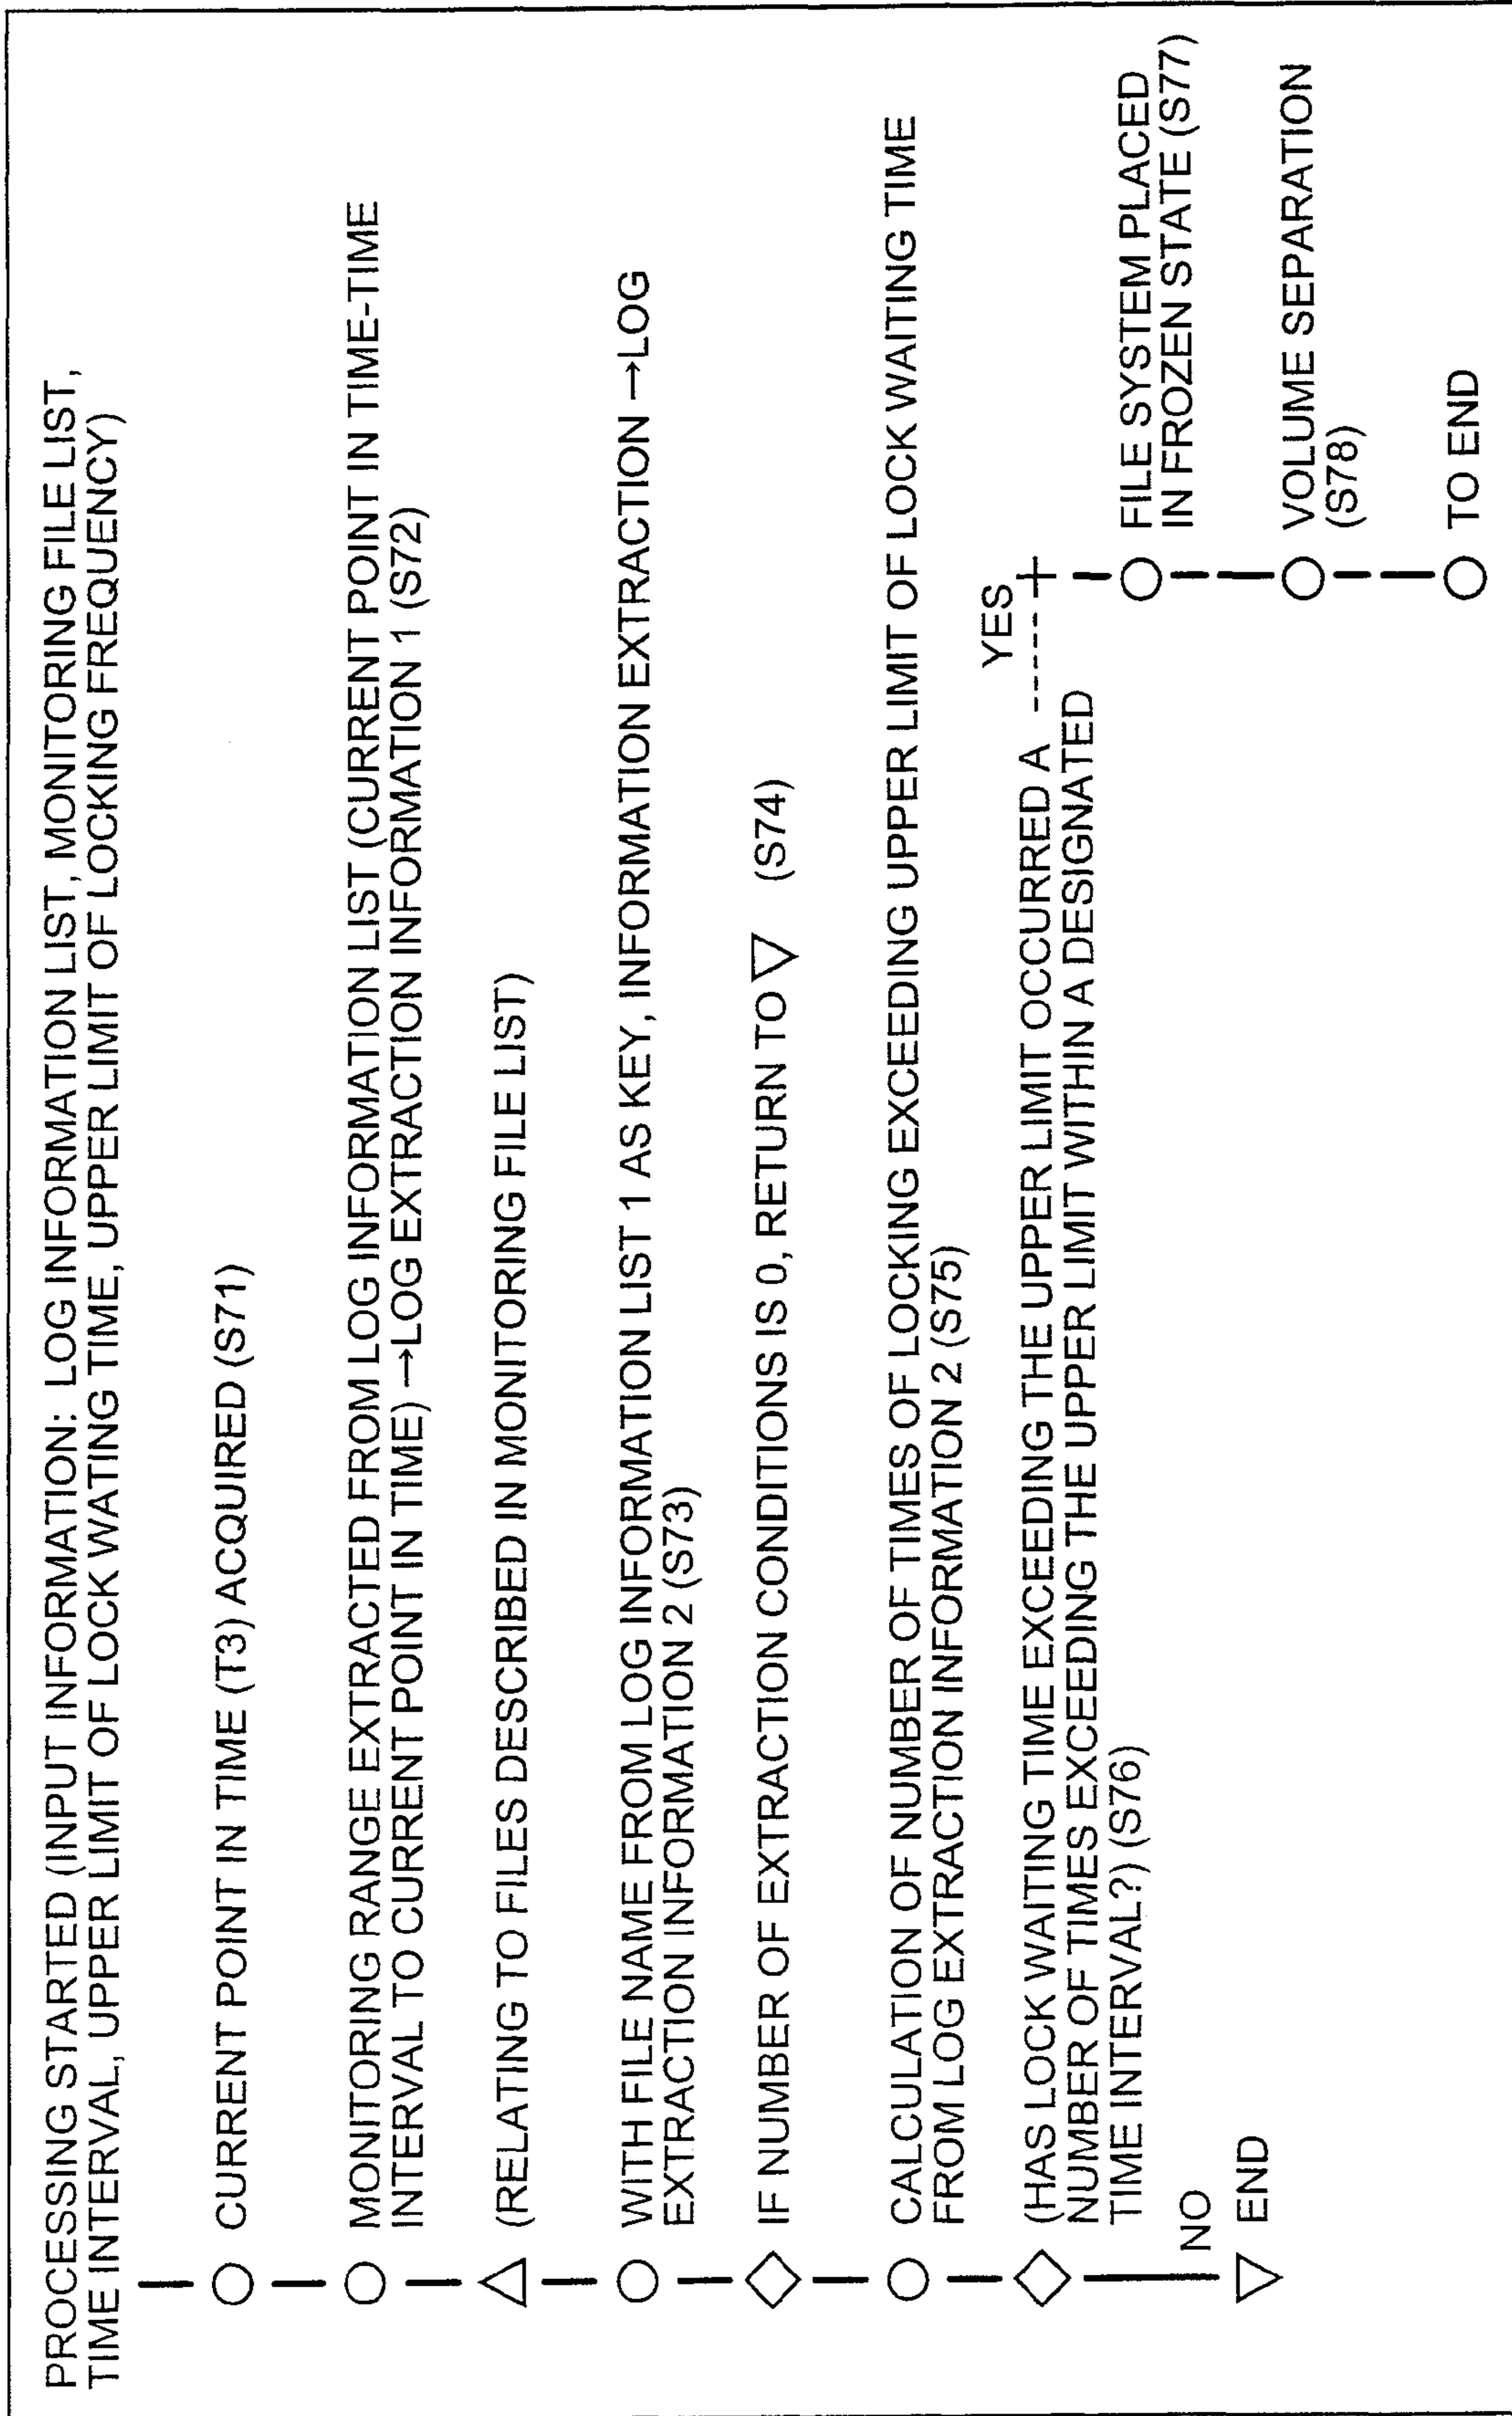 PROCESSING STARTED (INPUT INFORMATION: LOG INFORMATION LIST, MONITORING FILE LIST,
TIME INTERVAL, UPPER LIMIT OF LOCK WATING TIME, UPPER LIMIT OF LOCKING FREQUENCY)
CURRENT POINT IN TIME (T3) ACQUIRED (S71)
MONITORING RANGE EXTRACTED FROM LOG INFORMATION LIST (CURRENT POINT IN TIME-TIME
INTERVAL TO CURRENT POINT IN TIME) →LOG EXTRACTION INFORMATION 1 (S72)
(RELATING TO FILES DESCRIBED IN MONITORING FILE LIST)
WITH FILE NAME FROM LOG INFORMATION LIST 1 AS KEY, INFORMATION EXTRACTION →LOG
EXTRACTION INFORMATION 2 (S73)
IF NUMBER OF EXTRACTION CONDITIONS IS 0, RETURN TO ▽ (S74)
CALCULATION OF NUMBER OF TIMES OF LOCKING EXCEEDING UPPER LIMIT OF LOCK WAITING TIME
FROM LOG EXTRACTION INFORMATION 2 (S75)
(HAS LOCK WAITING TIME EXCEEDING THE UPPER LIMIT OCCURRED A
NUMBER OF TIMES EXCEEDING THE UPPER LIMIT WITHIN A DESIGNATED
TIME INTERVAL?) (S76)
YES
FILE SYSTEM PLACED
IN FROZEN STATE (S77)
VOLUME SEPARATION
(S78)
TO END
NO
END